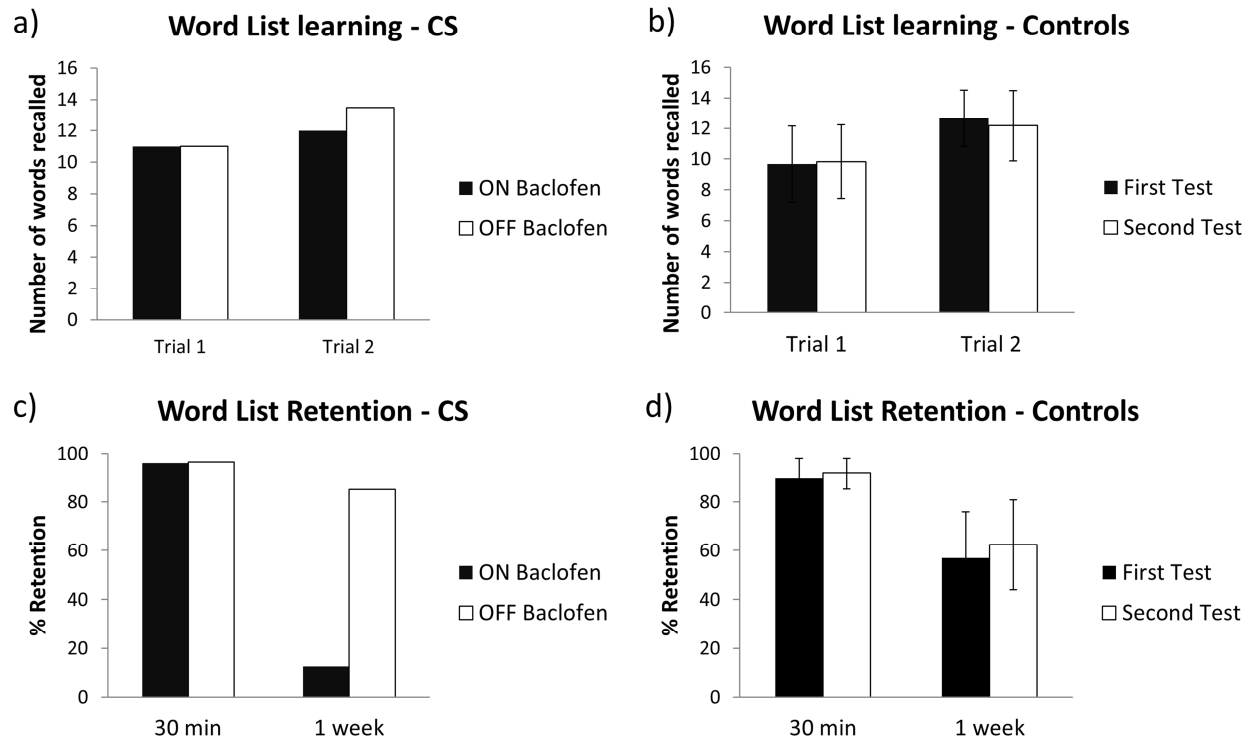 a)
Word List learning - CS
Number of words recalled
16
14
12
10
8
6
4
2
0
Trial 1
Trial 2
ON Baclofen
OFF Baclofen
b)
Word List learning - Controls
Number of words recalled
16
14
12
10
8
6
4
2
0
Trial 1
Trial 2
First Test
Second Test
c)
Word List Retention - CS
% Retention
100
80
60
40
20
0
30 min
1 week
ON Baclofen
OFF Baclofen
d)
Word List Retention - Controls
% Retention
100
80
60
40
20
0
30 min
1 week
First Test
Second Test